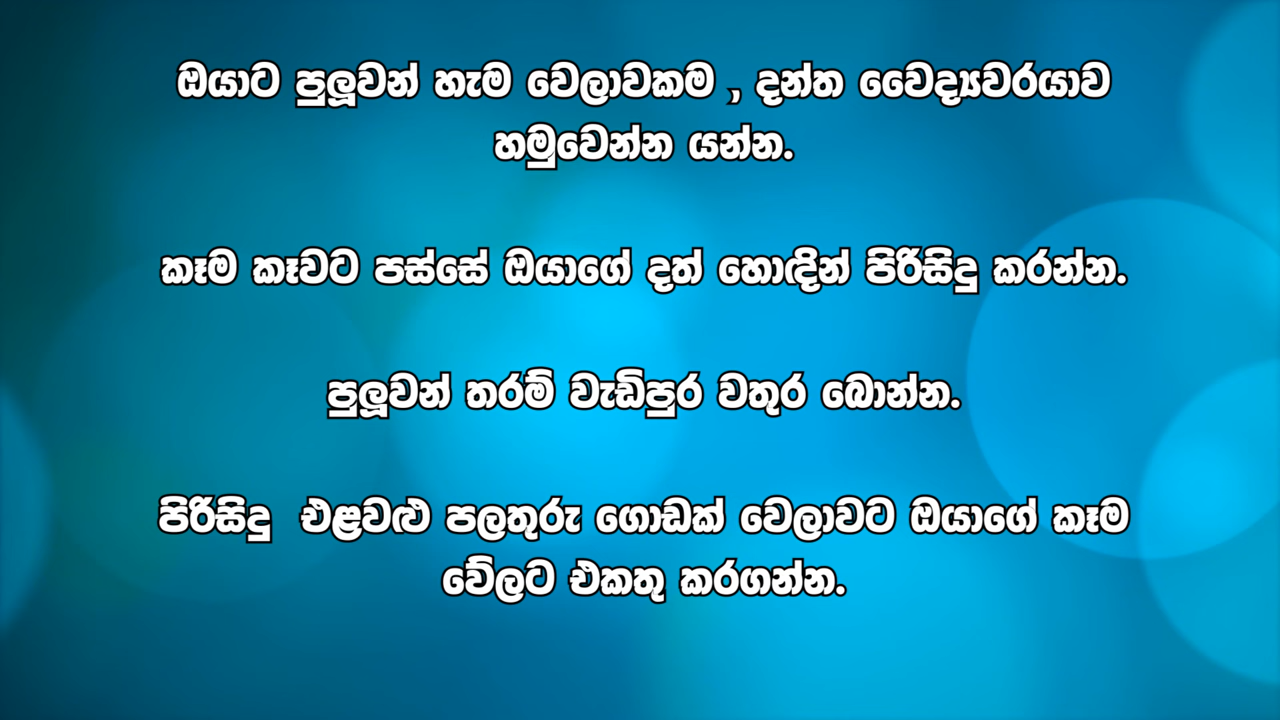 ඔයාට පුලූවන් හැම වෙලාවකම , දන්ත වෛද්‍යවරයාව
හමුවෙන්න යන්න.
කෑම කෑවට පස්සේ ඔයාගේ දත් හොඳින් පිරිසිදු කරන්න.
පුලූවන් තරම් වැඩිපුර වතුර බොන්න.
පිරිසිදු එළවළු පලතුරු ගොඩක් වෙලාවට ඔයාගේ කෑම
වේලට එකතු කරගන්න.